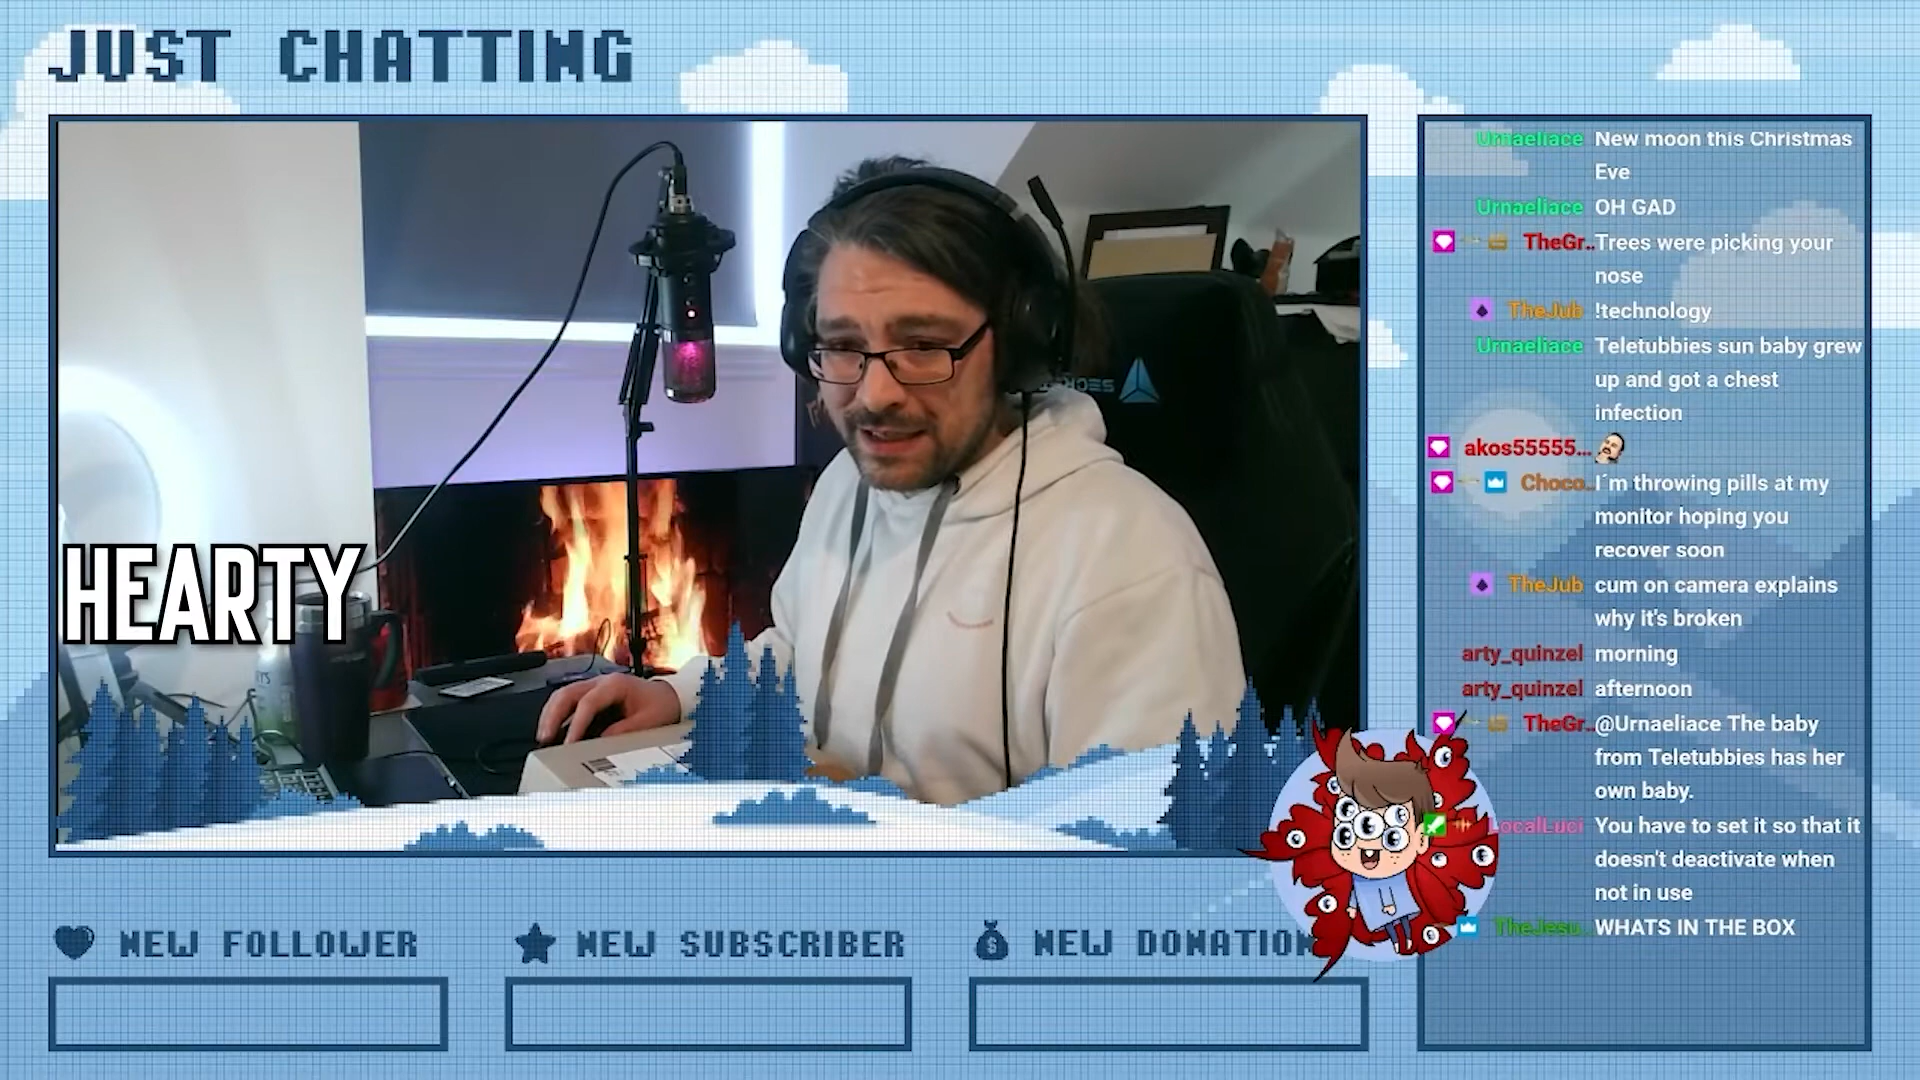 JUST CHATTING
HEARTY
Urnaeliace New moon this Christmas
Eve
Urnaeliace OH GAD
TheGr.. Trees were picking your
nose
TheJub !technology
Urnaeliace Teletubbies sun baby grew
up and got a chest
infection
akos55555...
Choco.. I´m throwing pills at my
monitor hoping you
recover soon
TheJub cum on camera explains
why it's broken
arty_quinzel morning
arty_quinzel afternoon
TheGr.. @Urnaeliace The baby
from Teletubbies has her
own baby.
LocalLuci You have to set it so that it
doesn't deactivate when
not in use
TheJesu.. WHATS IN THE BOX
NEW FOLLOWER
NEW SUBSCRIBER
NEW DONATION